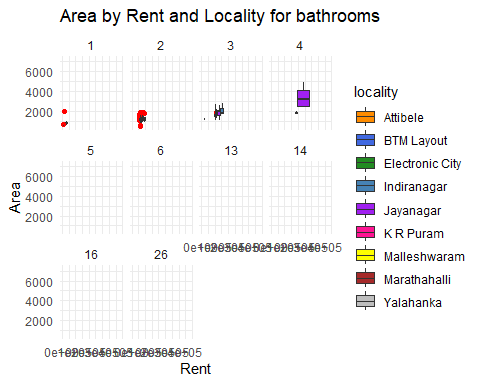 Area by Rent and Locality for bathrooms
1 2 3 4
6000
4000
2000
5 6 13 14
6000
4000
2000
16 26
6000
4000
2000
Area
Rent
locality
Attibele
BTM Layout
Electronic City
Indiranagar
Jayanagar
K R Puram
Malleshwaram
Marathahalli
Yalahanka